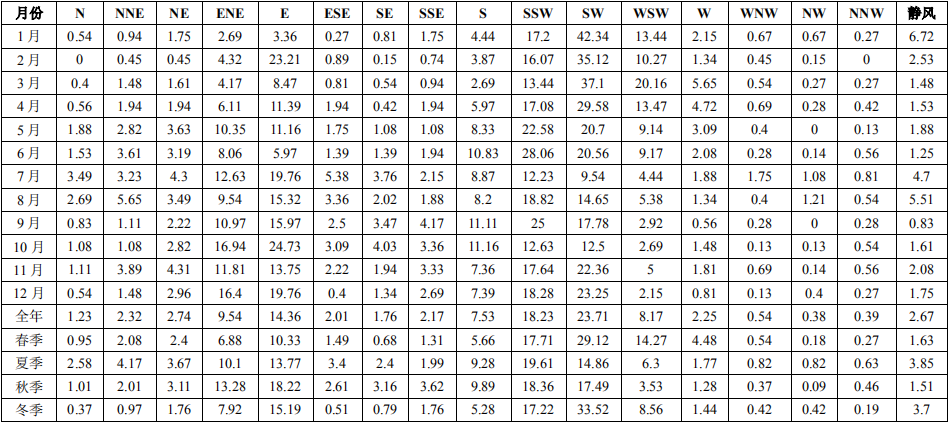 月份 N NNE NE ENE E ESE SE SSE S SSW SW WSW W WNW NW NNW 静风
1 月 0.54 0.94 1.75 2.69 3.36 0.27 0.81 1.75 4.44 17.2 42.34 13.44 2.15 0.67 0.67 0.27 6.72
2 月 0 0.45 0.45 4.32 23.21 0.89 0.15 0.74 3.87 16.07 35.12 10.27 1.34 0.45 0.15 0 2.53
3 月 0.4 1.48 1.61 4.17 8.47 0.81 0.54 0.94 2.69 13.44 37.1 20.16 5.65 0.54 0.27 0.27 1.48
4 月 0.56 1.94 1.94 6.11 11.39 1.94 0.42 1.94 5.97 17.08 29.58 13.47 4.72 0.69 0.28 0.42 1.53
5 月 1.88 2.82 3.63 10.35 11.16 1.75 1.08 1.08 8.33 22.58 20.7 9.14 3.09 0.4 0 0.13 1.88
6 月 1.53 3.61 3.19 8.06 5.97 1.39 1.39 1.94 10.83 28.06 20.56 9.17 2.08 0.28 0.14 0.56 1.25
7 月 3.49 3.23 4.3 12.63 19.76 5.38 3.76 2.15 8.87 12.23 9.54 4.44 1.88 1.75 1.08 0.81 4.7
8 月 2.69 5.65 3.49 9.54 15.32 3.36 2.02 1.88 8.2 18.82 14.65 5.38 1.34 0.4 1.21 0.54 5.51
9 月 0.83 1.11 2.22 10.97 15.97 2.5 3.47 4.17 11.11 25 17.78 2.92 0.56 0.28 0 0.28 0.83
10 月 1.08 1.08 2.82 16.94 24.73 3.09 4.03 3.36 11.16 12.63 12.5 2.69 1.48 0.13 0.13 0.54 1.61
11 月 1.11 3.89 4.31 11.81 13.75 2.22 1.94 3.33 7.36 17.64 22.36 5 1.81 0.69 0.14 0.56 2.08
12 月 0.54 1.48 2.96 16.4 19.76 0.4 1.34 2.69 7.39 18.28 23.25 2.15 0.81 0.13 0.4 0.27 1.75
全年 1.23 2.32 2.74 9.54 14.36 2.01 1.76 2.17 7.53 18.23 23.71 8.17 2.25 0.54 0.38 0.39 2.67
春季 0.95 2.08 2.4 6.88 10.33 1.49 0.68 1.31 5.66 17.71 29.12 14.27 4.48 0.54 0.18 0.27 1.63
夏季 2.58 4.17 3.67 10.1 13.77 3.4 2.4 1.99 9.28 19.61 14.86 6.3 1.77 0.82 0.82 0.63 3.85
秋季 1.01 2.01 3.11 13.28 18.22 2.61 3.16 3.62 9.89 18.36 17.49 3.53 1.28 0.37 0.09 0.46 1.51
冬季 0.37 0.97 1.76 7.92 15.19 0.51 0.79 1.76 5.28 17.22 33.52 8.56 1.44 0.42 0.42 0.19 3.7